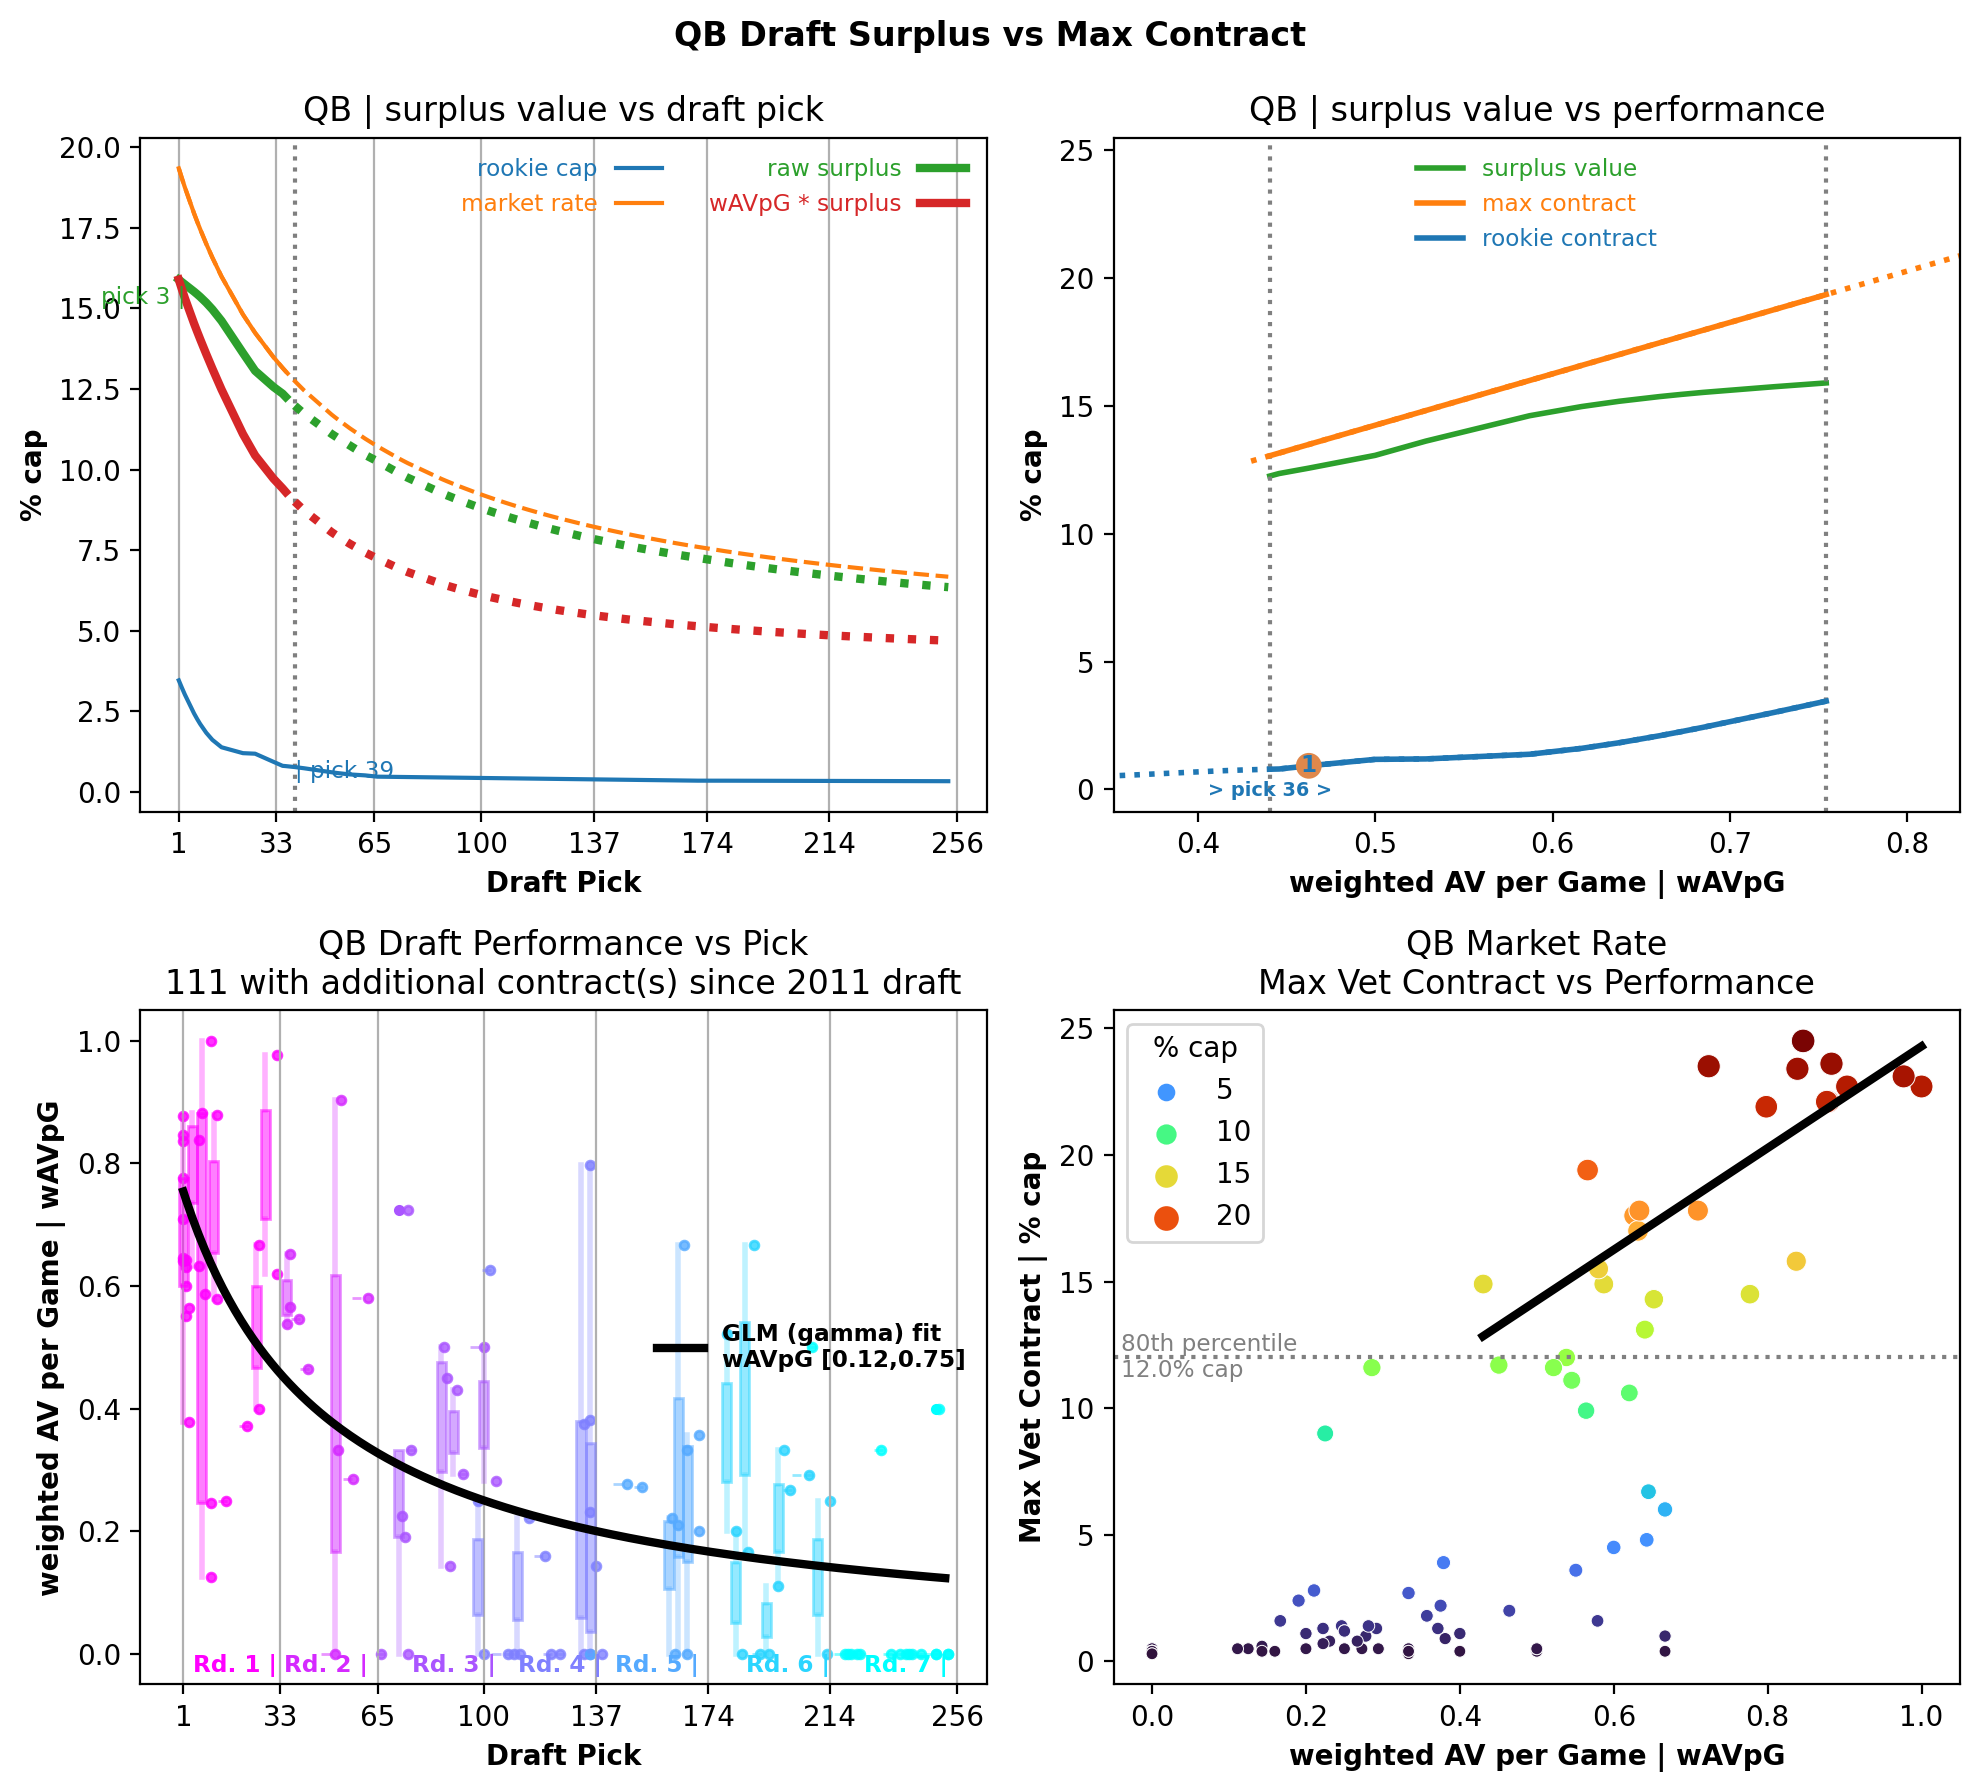 QB Draft Surplus vs Max Contract
QB | surplus value vs draft pick
20.0
17.5
15.0
12.5
10.0
7.5
5.0
2.5
0.0
% cap
rookie cap
market rate
raw surplus
wAVpG * surplus
pick 3 |
| pick 39
1 33 65 100 137 174 214 256
Draft Pick
QB | surplus value vs performance
25
20
15
10
5
0
% cap
surplus value
max contract
rookie contract
1
> pick 36 >
0.4 0.5 0.6 0.7 0.8
weighted AV per Game | wAVpG
QB Draft Performance vs Pick
111 with additional contract(s) since 2011 draft
1.0
0.8
0.6
0.4
0.2
0.0
weighted AV per Game | wAVpG
GLM (gamma) fit
wAVpG [0.12,0.75]
Rd. 1 | Rd. 2 | Rd. 3 | Rd. 4 | Rd. 5 | Rd. 6 | Rd. 7 |
1 33 65 100 137 174 214 256
Draft Pick
QB Market Rate
Max Vet Contract vs Performance
25
20
15
10
5
0
Max Vet Contract | % cap
% cap
5
10
15
20
80th percentile
12.0% cap
0.0 0.2 0.4 0.6 0.8 1.0
weighted AV per Game | wAVpG